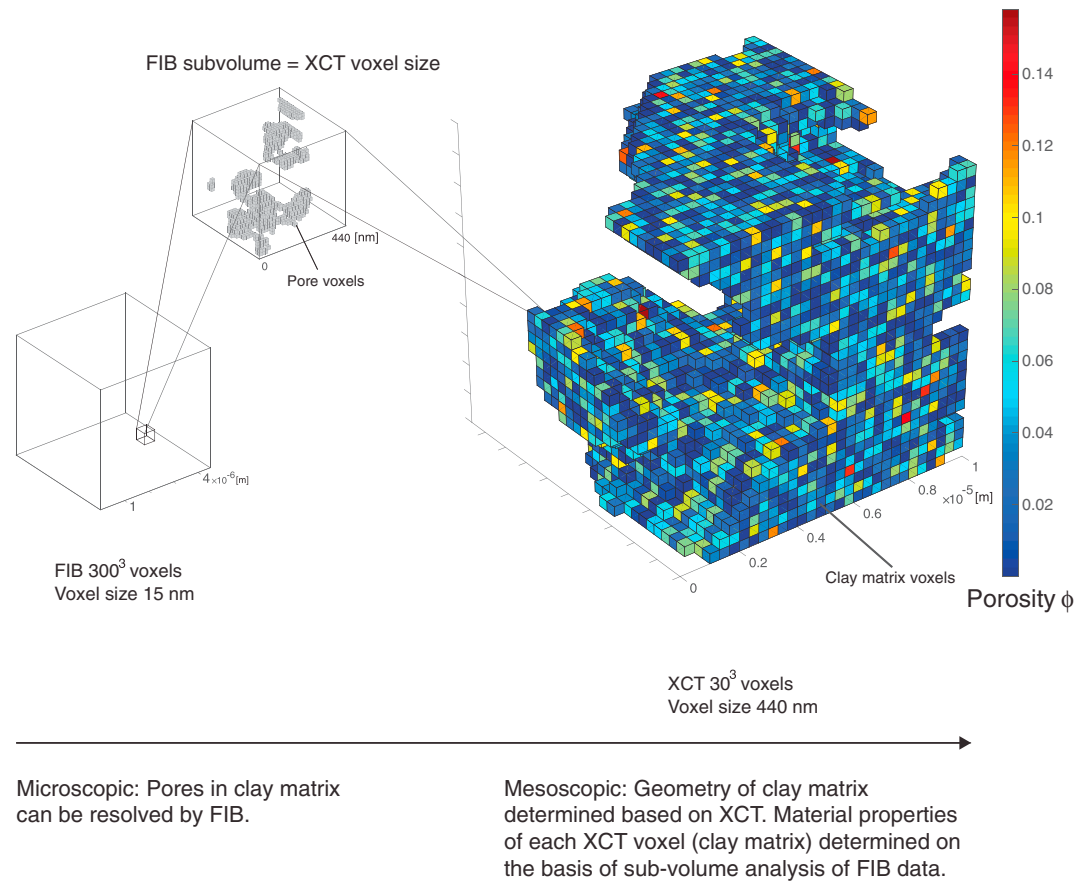 FIB subvolume = XCT voxel size
440 [nm]
0
Pore voxels
4 ×10⁻⁶[m]
1
FIB 300³ voxels
Voxel size 15 nm
0.14
0.12
0.1
0.08
0.06
0.04
0.02
Porosity ϕ
1
×10⁻⁵ [m]
0.8
0.6
0.4
0.2
0
Clay matrix voxels
XCT 30³ voxels
Voxel size 440 nm
Microscopic: Pores in clay matrix
can be resolved by FIB.
Mesoscopic: Geometry of clay matrix
determined based on XCT. Material properties
of each XCT voxel (clay matrix) determined on
the basis of sub-volume analysis of FIB data.